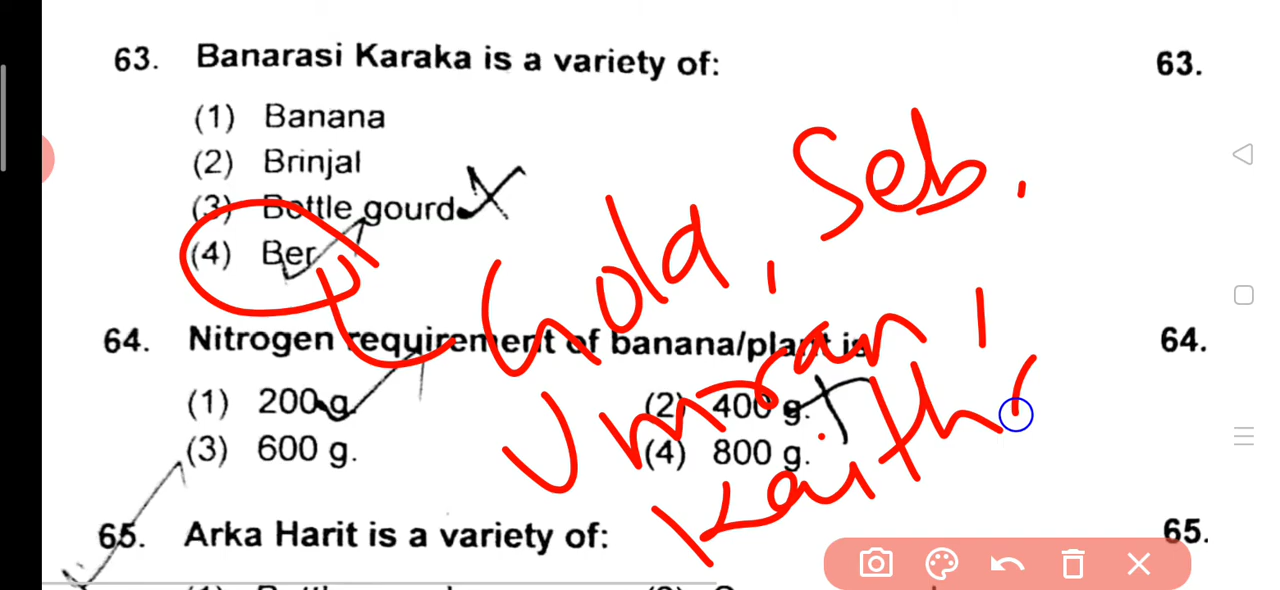 63. Banarasi Karaka is a variety of: 63.
(1) Banana
(2) Brinjal
(3) Bottle gourd
(4) Ber
Gola, Seb,
Umran,
Kaith
64. Nitrogen requirement of banana/plant is 64.
(1) 200 g. (2) 400 g.
(3) 600 g. (4) 800 g.
65. Arka Harit is a variety of: 65.